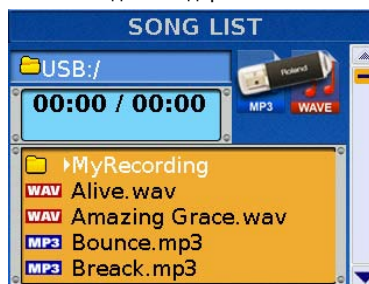 SONG LIST
USB:/
00:00 / 00:00
Roland
MP3 WAVE
MyRecording
WAV Alive.wav
WAV Amazing Grace.wav
MP3 Bounce.mp3
MP3 Breack.mp3